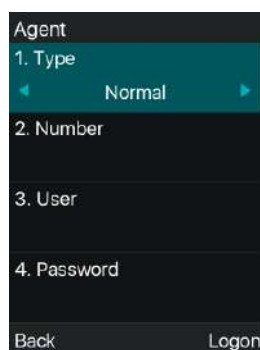 Agent
1. Type
Normal
2. Number
3. User
4. Password
Back Logon